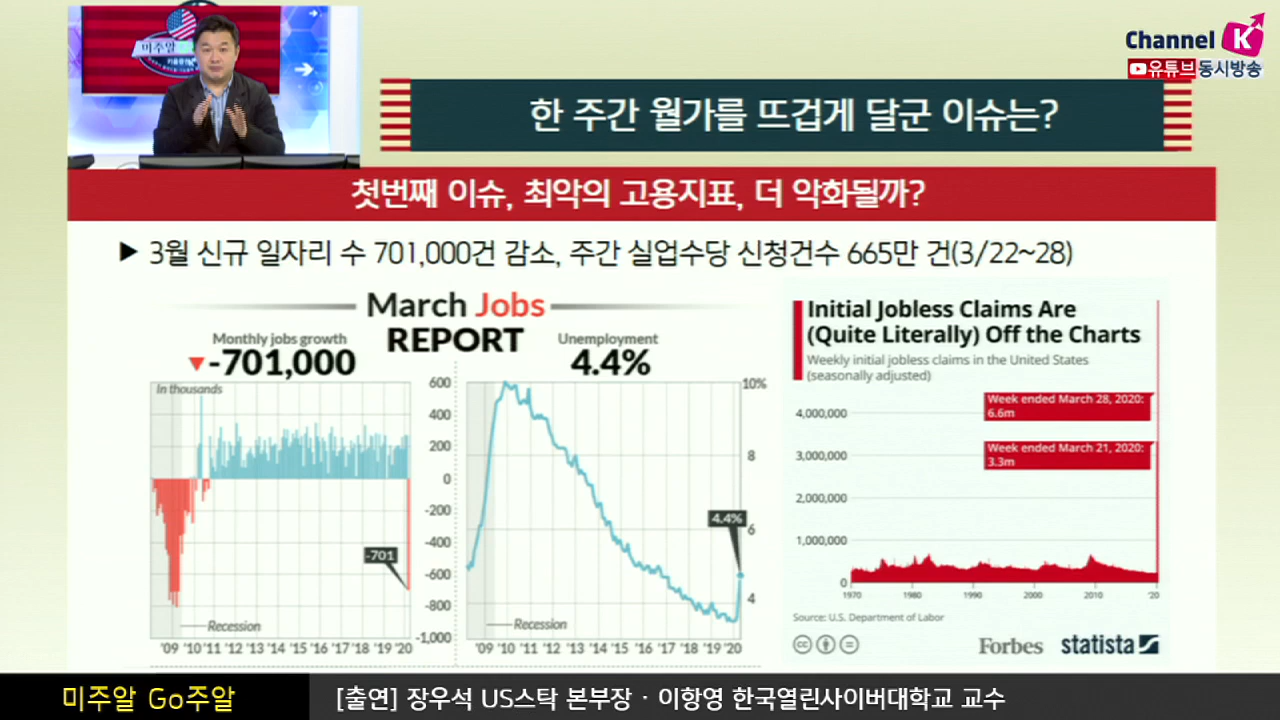 미주알
Channel K
유튜브동시방송
한 주간 월가를 뜨겁게 달군 이슈는?
첫번째 이슈, 최악의 고용지표, 더 악화될까?
▶ 3월 신규 일자리 수 701,000건 감소, 주간 실업수당 신청건수 665만 건(3/22~28)
March Jobs
REPORT
Monthly jobs growth
▼-701,000
Unemployment
4.4%
In thousands
600
400
200
0
-200
-400
-600
-800
-1,000
-701
Recession
'09 '10 '11 '12 '13 '14 '15 '16 '17 '18 '19 '20
10%
8
6
4
4.4%
Recession
'09 '10 '11 '12 '13 '14 '15 '16 '17 '18 '19 '20
Initial Jobless Claims Are
(Quite Literally) Off the Charts
Weekly initial jobless claims in the United States
(seasonally adjusted)
Week ended March 28, 2020:
6.6m
Week ended March 21, 2020:
3.3m
4,000,000
3,000,000
2,000,000
1,000,000
0
1970 1980 1990 2000 2010 '20
Source: U.S. Department of Labor
Forbes statista
미주알 Go주알
[출연] 장우석 US스탁 본부장 · 이항영 한국열린사이버대학교 교수